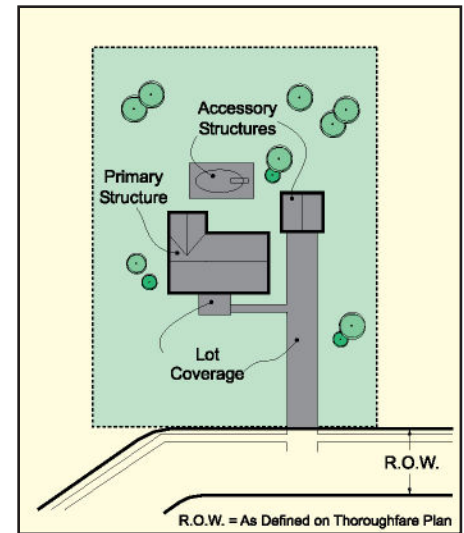 Accessory
Structures
Primary
Structure
Lot
Coverage
R.O.W.
R.O.W. = As Defined on Thoroughfare Plan